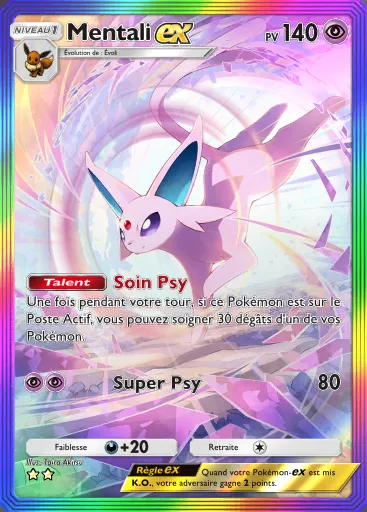 NIVEAU 1 Mentali ex PV 140
Évolution de : Évoli
Talent Soin Psy
Une fois pendant votre tour, si ce Pokémon est sur le
Poste Actif, vous pouvez soigner 30 dégâts d'un de vos
Pokémon.
Super Psy 80
Faiblesse +20 Retraite
Illus. Taira Akitsu
Règle ex Quand votre Pokémon-ex est mis
K.O., votre adversaire gagne 2 points.